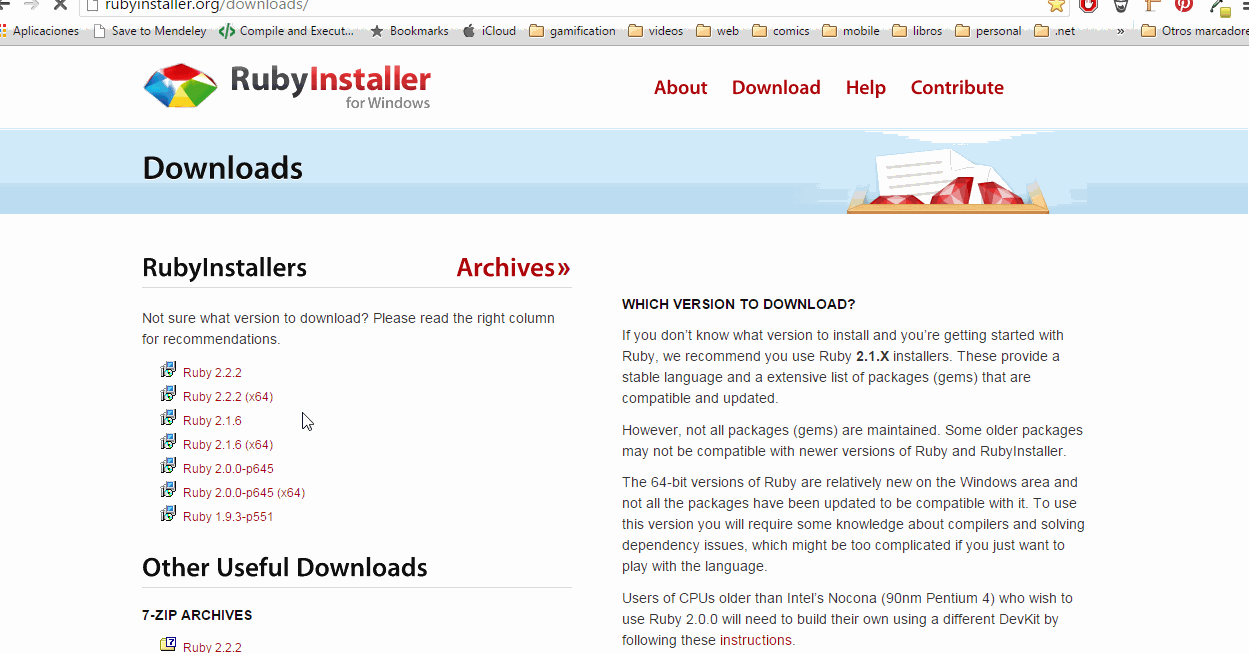 rubyinstaller.org/downloads/
Aplicaciones Save to Mendeley Compile and Execut... Bookmarks iCloud gamification videos web comics mobile libros personal .net » Otros marcadore
RubyInstaller
for Windows
About Download Help Contribute
Downloads
RubyInstallers Archives»
Not sure what version to download? Please read the right column
for recommendations.
Ruby 2.2.2
Ruby 2.2.2 (x64)
Ruby 2.1.6
Ruby 2.1.6 (x64)
Ruby 2.0.0-p645
Ruby 2.0.0-p645 (x64)
Ruby 1.9.3-p551
Other Useful Downloads
7-ZIP ARCHIVES
Ruby 2.2.2
WHICH VERSION TO DOWNLOAD?
If you don’t know what version to install and you’re getting started with
Ruby, we recommend you use Ruby 2.1.X installers. These provide a
stable language and a extensive list of packages (gems) that are
compatible and updated.
However, not all packages (gems) are maintained. Some older packages
may not be compatible with newer versions of Ruby and RubyInstaller.
The 64-bit versions of Ruby are relatively new on the Windows area and
not all the packages have been updated to be compatible with it. To use
this version you will require some knowledge about compilers and solving
dependency issues, which might be too complicated if you just want to
play with the language.
Users of CPUs older than Intel’s Nocona (90nm Pentium 4) who wish to
use Ruby 2.0.0 will need to build their own using a different DevKit by
following these instructions.